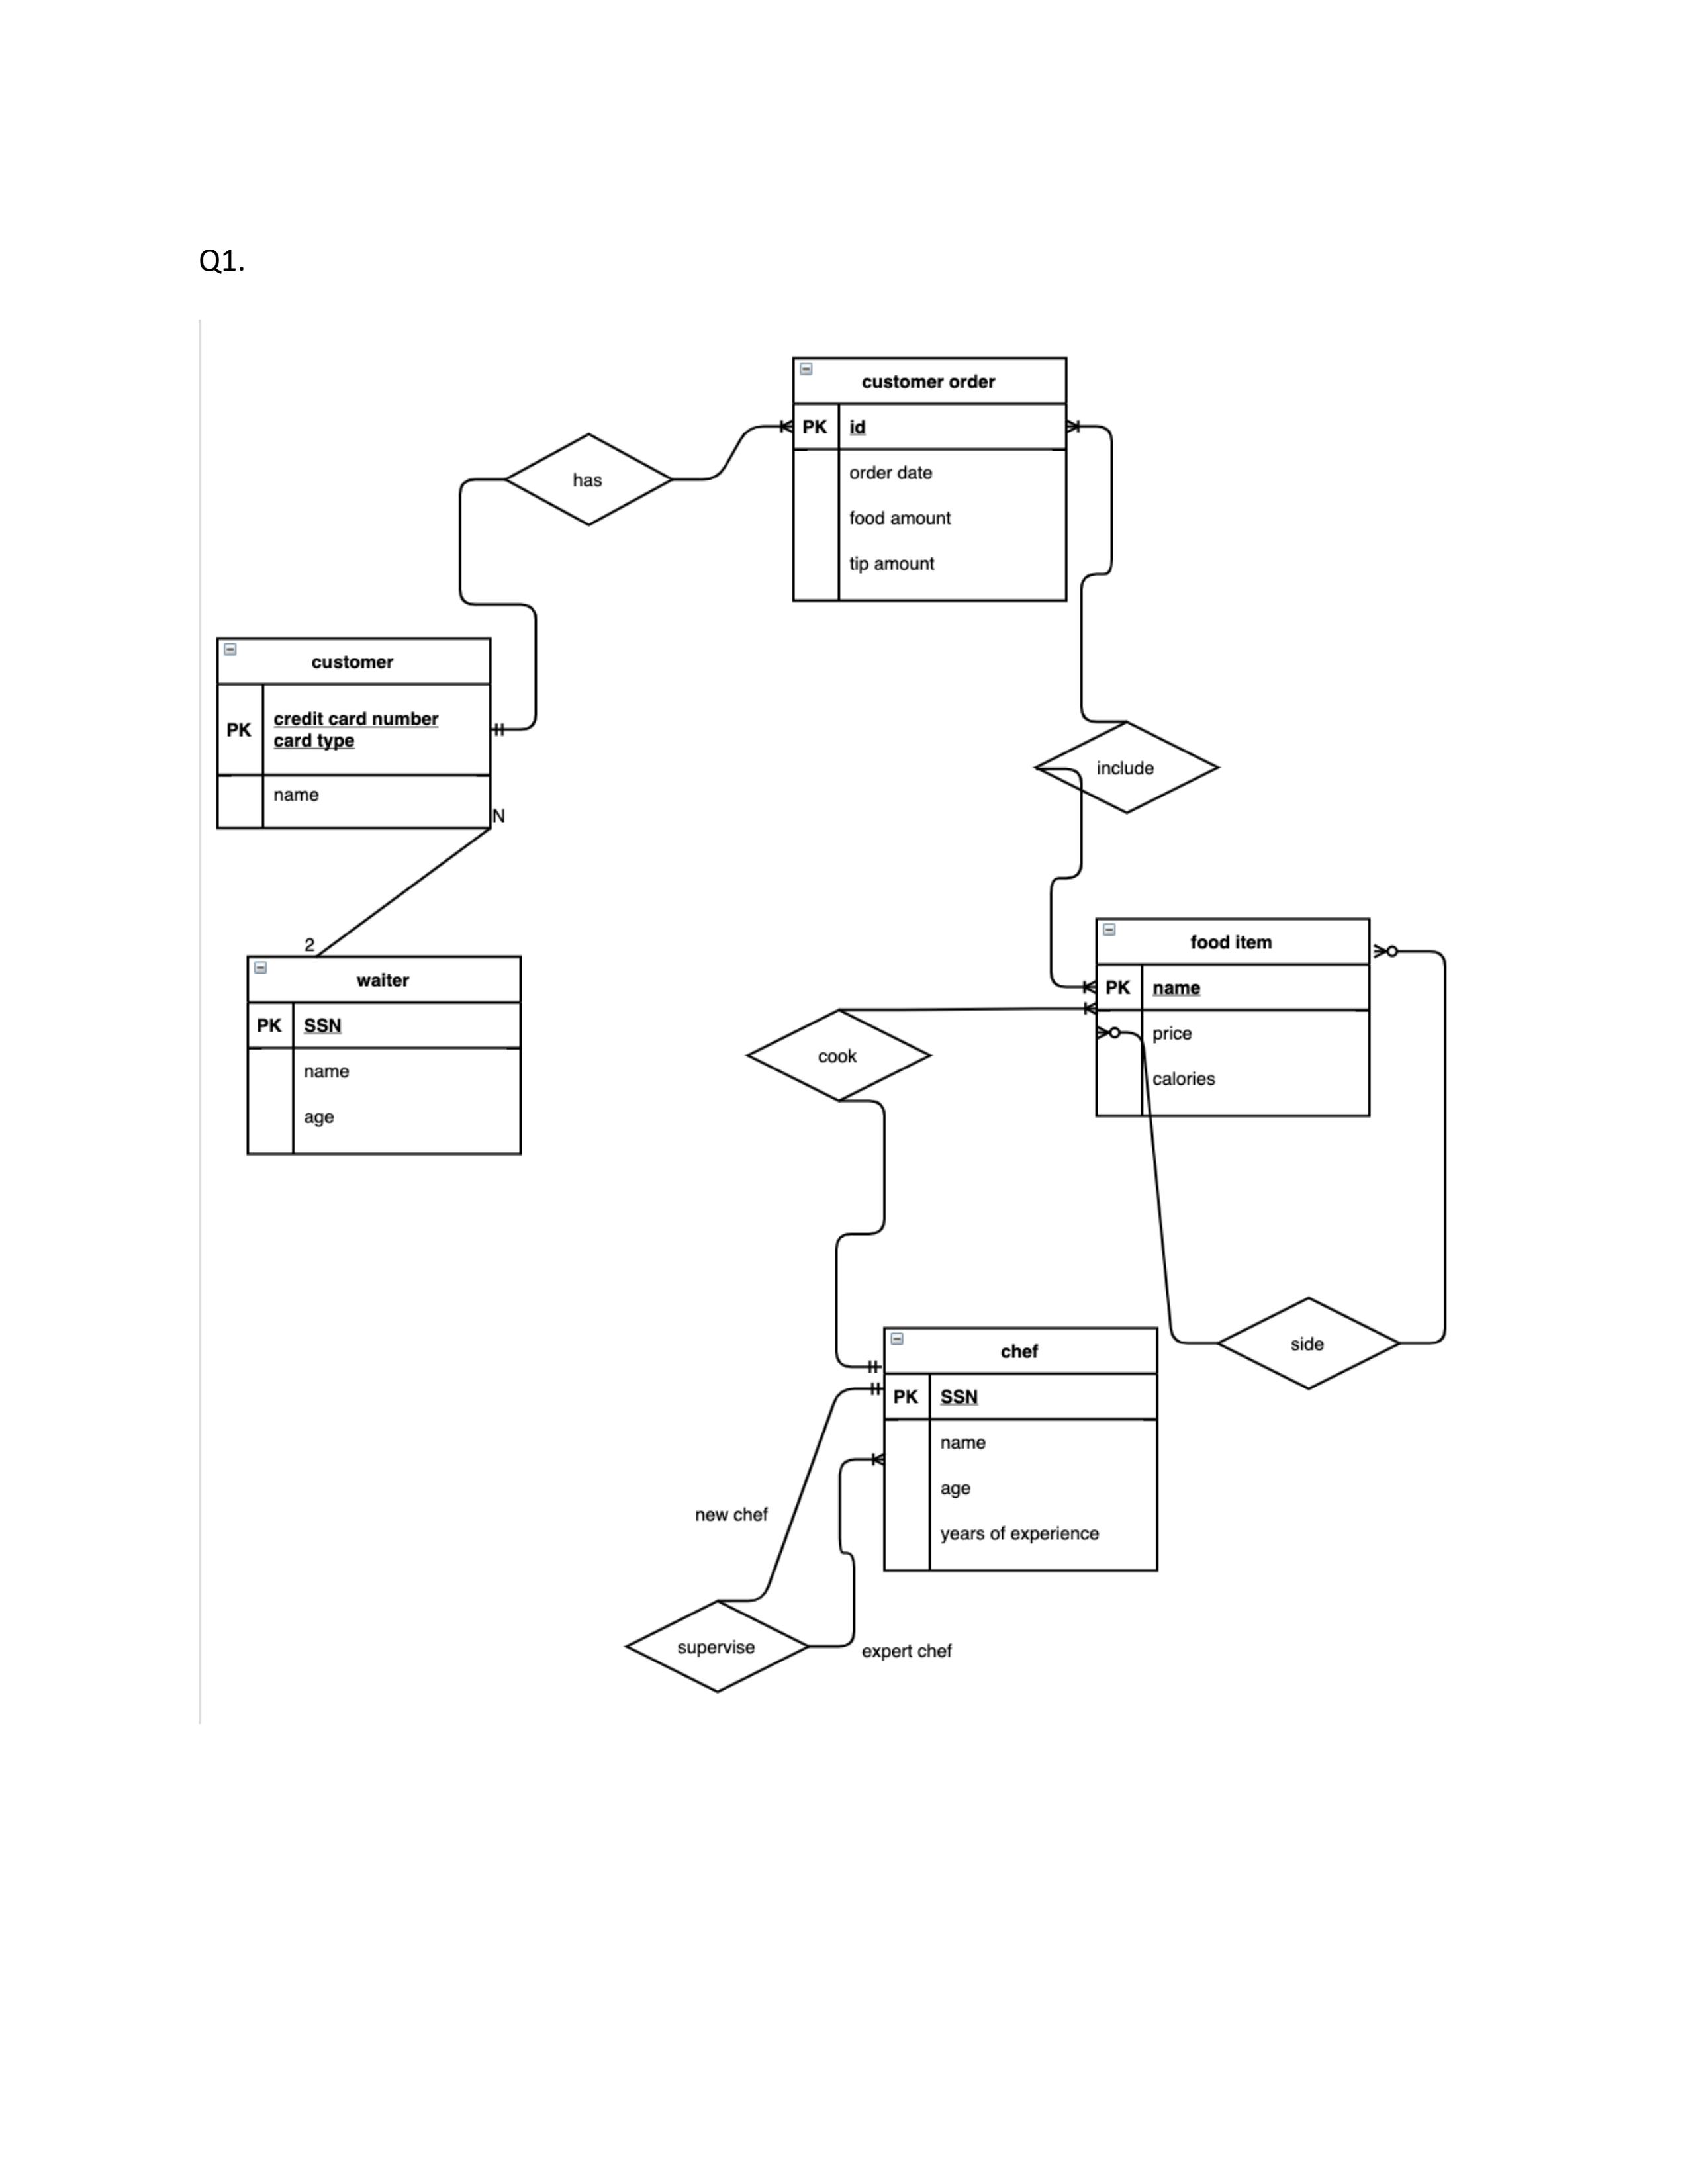 Q1.
customer order
PK id
order date
food amount
tip amount
has
customer
PK credit card number
card type
name
N
2
waiter
PK SSN
name
age
include
food item
PK name
price
calories
cook
side
chef
PK SSN
name
age
years of experience
new chef
supervise
expert chef